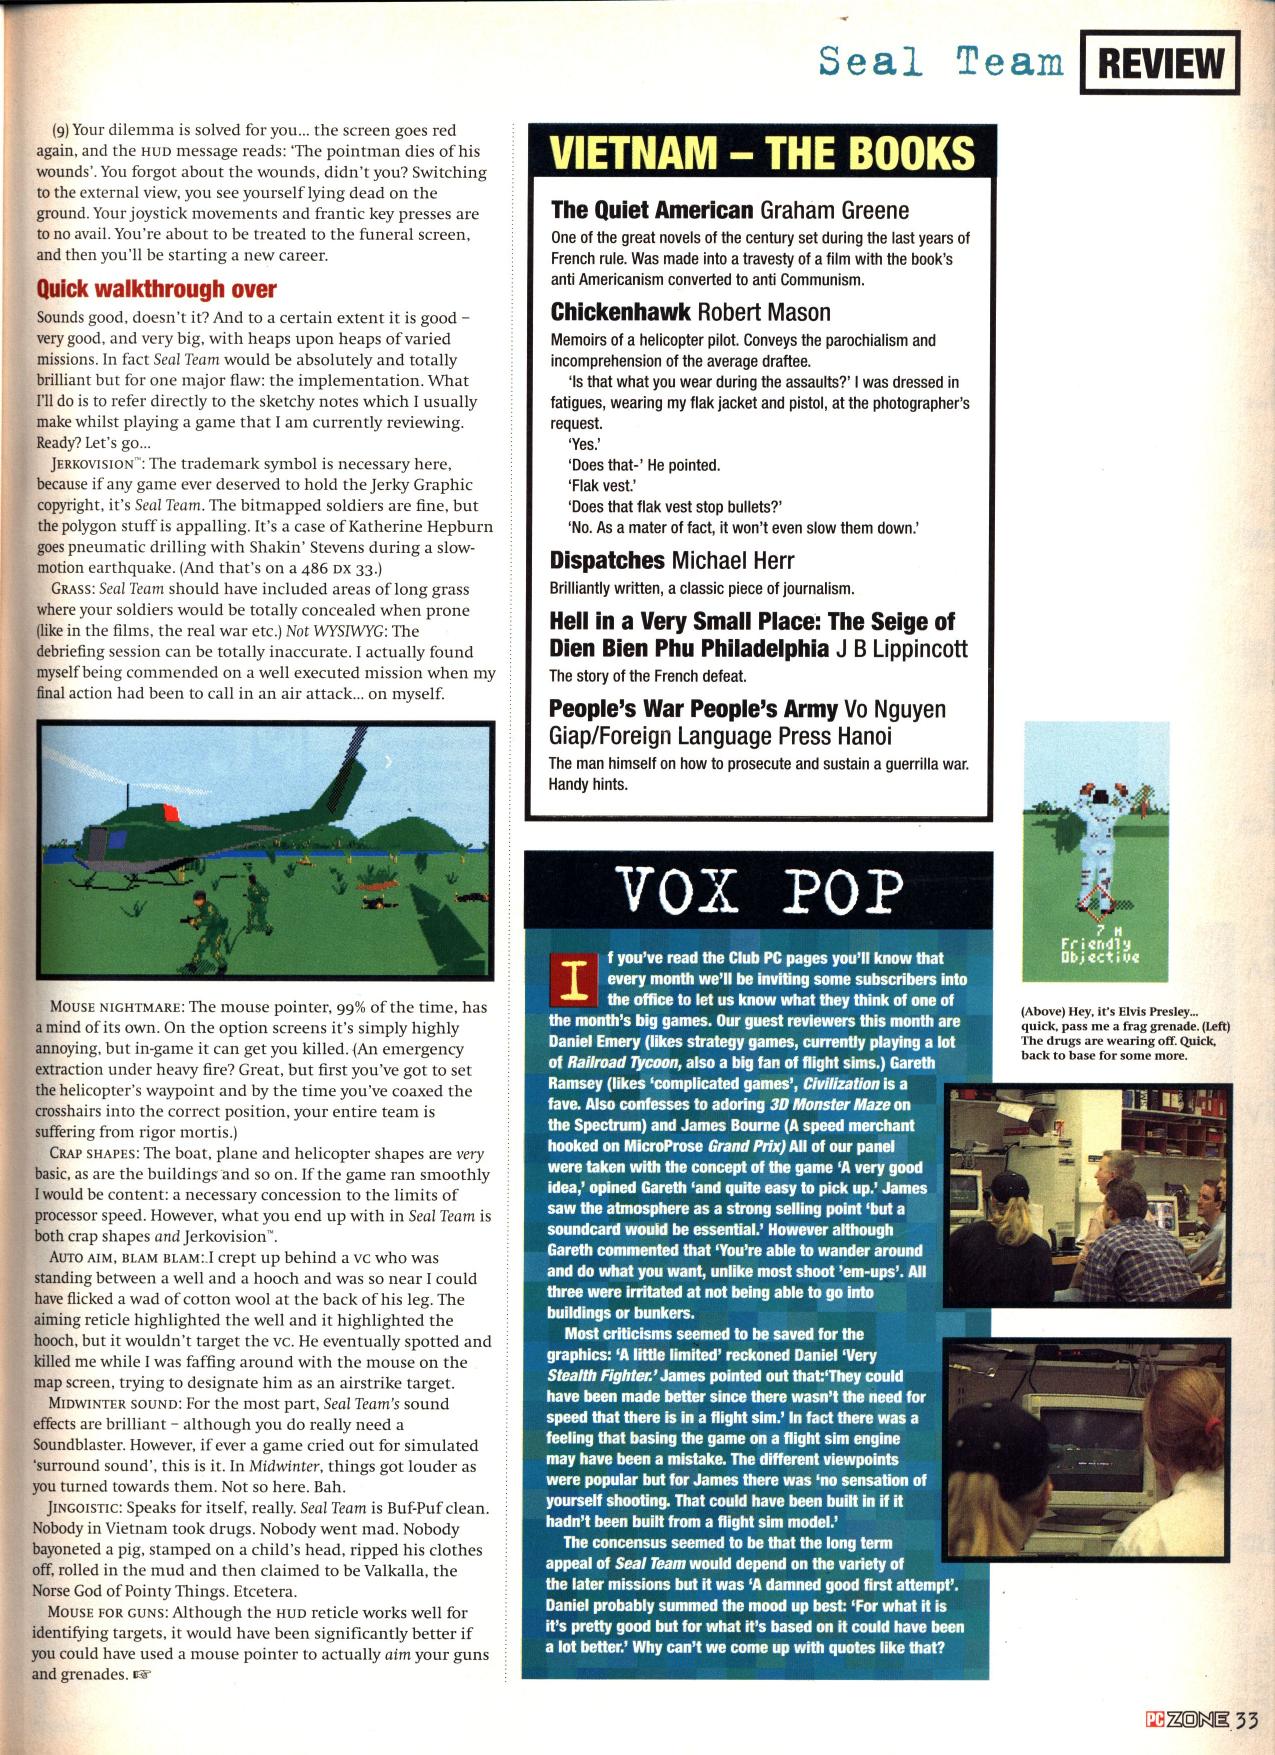 Seal Team REVIEW
(9) Your dilemma is solved for you... the screen goes red
again, and the HUD message reads: 'The pointman dies of his
wounds'. You forgot about the wounds, didn't you? Switching
to the external view, you see yourself lying dead on the
ground. Your joystick movements and frantic key presses are
to no avail. You're about to be treated to the funeral screen,
and then you'll be starting a new career.
Quick walkthrough over
Sounds good, doesn't it? And to a certain extent it is good –
very good, and very big, with heaps upon heaps of varied
missions. In fact Seal Team would be absolutely and totally
brilliant but for one major flaw: the implementation. What
I'll do is to refer directly to the sketchy notes which I usually
make whilst playing a game that I am currently reviewing.
Ready? Let's go...
JERKOVISION™: The trademark symbol is necessary here,
because if any game ever deserved to hold the Jerky Graphic
copyright, it's Seal Team. The bitmapped soldiers are fine, but
the polygon stuff is appalling. It's a case of Katherine Hepburn
goes pneumatic drilling with Shakin' Stevens during a slow-
motion earthquake. (And that's on a 486 DX 33.)
GRASS: Seal Team should have included areas of long grass
where your soldiers would be totally concealed when prone
(like in the films, the real war etc.) Not WYSIWYG: The
debriefing session can be totally inaccurate. I actually found
myself being commended on a well executed mission when my
final action had been to call in an air attack... on myself.
MOUSE NIGHTMARE: The mouse pointer, 99% of the time, has
a mind of its own. On the option screens it's simply highly
annoying, but in-game it can get you killed. (An emergency
extraction under heavy fire? Great, but first you've got to set
the helicopter's waypoint and by the time you've coaxed the
crosshairs into the correct position, your entire team is
suffering from rigor mortis.)
CRAP SHAPES: The boat, plane and helicopter shapes are very
basic, as are the buildings and so on. If the game ran smoothly
I would be content: a necessary concession to the limits of
processor speed. However, what you end up with in Seal Team is
both crap shapes and Jerkovision™.
AUTO AIM, BLAM BLAM: I crept up behind a VC who was
standing between a well and a hooch and was so near I could
have flicked a wad of cotton wool at the back of his leg. The
aiming reticle highlighted the well and it highlighted the
hooch, but it wouldn't target the VC. He eventually spotted and
killed me while I was faffing around with the mouse on the
map screen, trying to designate him as an airstrike target.
MIDWINTER SOUND: For the most part, Seal Team's sound
effects are brilliant – although you do really need a
Soundblaster. However, if ever a game cried out for simulated
'surround sound', this is it. In Midwinter, things got louder as
you turned towards them. Not so here. Bah.
JINGOISTIC: Speaks for itself, really. Seal Team is Buf-Puf clean.
Nobody in Vietnam took drugs. Nobody went mad. Nobody
bayoneted a pig, stamped on a child's head, ripped his clothes
off, rolled in the mud and then claimed to be Valkalla, the
Norse God of Pointy Things. Etcetera.
MOUSE FOR GUNS: Although the HUD reticle works well for
identifying targets, it would have been significantly better if
you could have used a mouse pointer to actually aim your guns
and grenades. ☞
VIETNAM – THE BOOKS
The Quiet American Graham Greene
One of the great novels of the century set during the last years of
French rule. Was made into a travesty of a film with the book's
anti Americanism converted to anti Communism.
Chickenhawk Robert Mason
Memoirs of a helicopter pilot. Conveys the parochialism and
incomprehension of the average draftee.
'Is that what you wear during the assaults?' I was dressed in
fatigues, wearing my flak jacket and pistol, at the photographer's
request.
'Yes.'
'Does that-' He pointed.
'Flak vest.'
'Does that flak vest stop bullets?'
'No. As a mater of fact, it won't even slow them down.'
Dispatches Michael Herr
Brilliantly written, a classic piece of journalism.
Hell in a Very Small Place: The Seige of
Dien Bien Phu Philadelphia J B Lippincott
The story of the French defeat.
People's War People's Army Vo Nguyen
Giap/Foreign Language Press Hanoi
The man himself on how to prosecute and sustain a guerrilla war.
Handy hints.
VOX POP
If you've read the Club PC pages you'll know that
every month we'll be inviting some subscribers into
the office to let us know what they think of one of
the month's big games. Our guest reviewers this month are
Daniel Emery (likes strategy games, currently playing a lot
of Railroad Tycoon, also a big fan of flight sims.) Gareth
Ramsey (likes 'complicated games', Civilization is a
fave. Also confesses to adoring 3D Monster Maze on
the Spectrum) and James Bourne (A speed merchant
hooked on MicroProse Grand Prix) All of our panel
were taken with the concept of the game 'A very good
idea,' opined Gareth 'and quite easy to pick up.' James
saw the atmosphere as a strong selling point 'but a
soundcard would be essential.' However although
Gareth commented that 'You're able to wander around
and do what you want, unlike most shoot 'em-ups'. All
three were irritated at not being able to go into
buildings or bunkers.
Most criticisms seemed to be saved for the
graphics: 'A little limited' reckoned Daniel 'Very
Stealth Fighter.' James pointed out that:'They could
have been made better since there wasn't the need for
speed that there is in a flight sim.' In fact there was a
feeling that basing the game on a flight sim engine
may have been a mistake. The different viewpoints
were popular but for James there was 'no sensation of
yourself shooting. That could have been built in if it
hadn't been built from a flight sim model.'
The concensus seemed to be that the long term
appeal of Seal Team would depend on the variety of
the later missions but it was 'A damned good first attempt'.
Daniel probably summed the mood up best: 'For what it is
it's pretty good but for what it's based on it could have been
a lot better.' Why can't we come up with quotes like that?
7 M
Friendly
Objective
(Above) Hey, it's Elvis Presley...
quick, pass me a frag grenade. (Left)
The drugs are wearing off. Quick,
back to base for some more.
PC ZONE 33